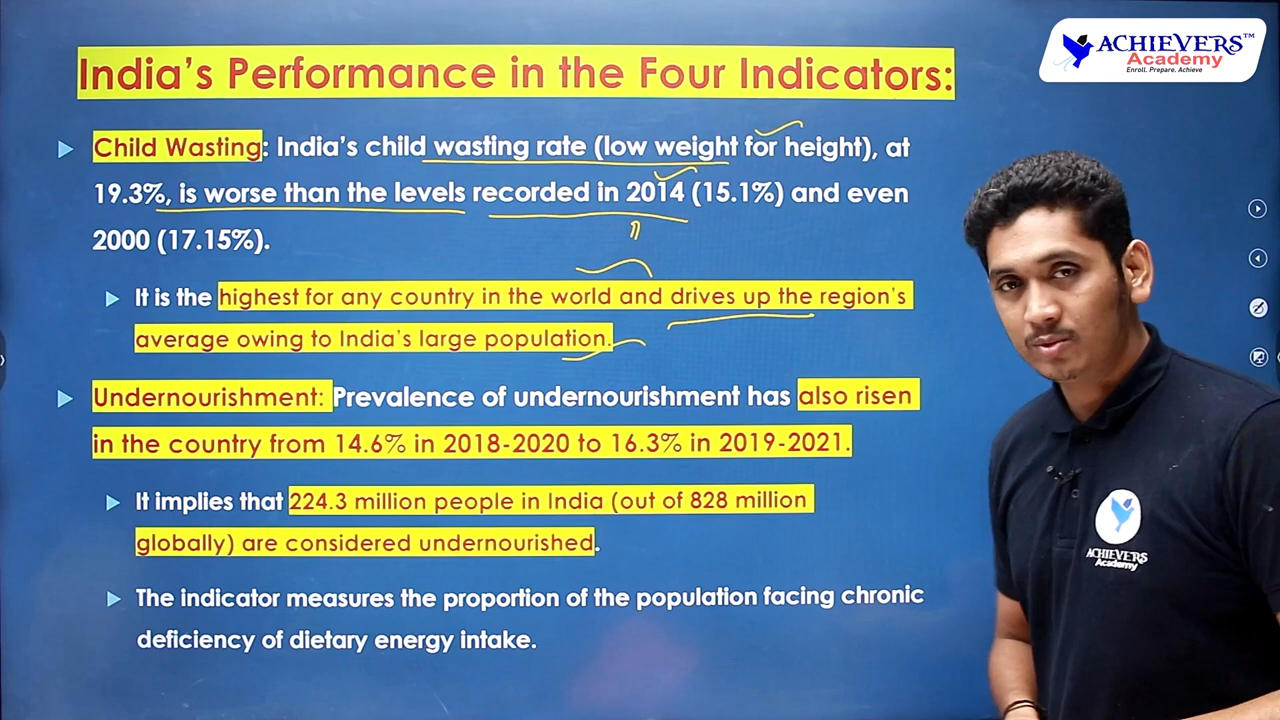 ACHIEVERS™
Academy
Enroll. Prepare. Achieve
India's Performance in the Four Indicators:
Child Wasting: India's child wasting rate (low weight for height), at
19.3%, is worse than the levels recorded in 2014 (15.1%) and even
2000 (17.15%).
It is the highest for any country in the world and drives up the region's
average owing to India's large population.
Undernourishment: Prevalence of undernourishment has also risen
in the country from 14.6% in 2018-2020 to 16.3% in 2019-2021.
It implies that 224.3 million people in India (out of 828 million
globally) are considered undernourished.
The indicator measures the proportion of the population facing chronic
deficiency of dietary energy intake.
ACHIEVERS
Academy